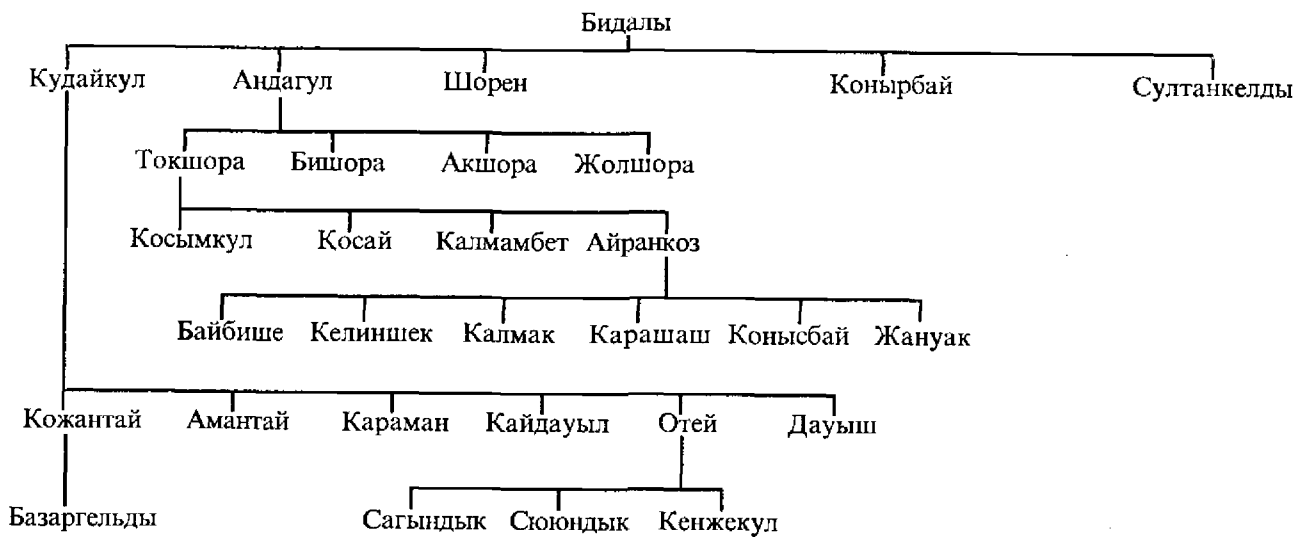 Бидалы
Кудайкул Андагул Шорен Конырбай Султанкелды
Токшора Бишора Акшора Жолшора
Косымкул Косай Калмамбет Айранкоз
Байбише Келиншек Калмак Карашаш Конысбай Жануак
Кожантай Амантай Караман Кайдауыл Отей Дауыш
Базаргельды Сагындык Сююндык Кенжекул